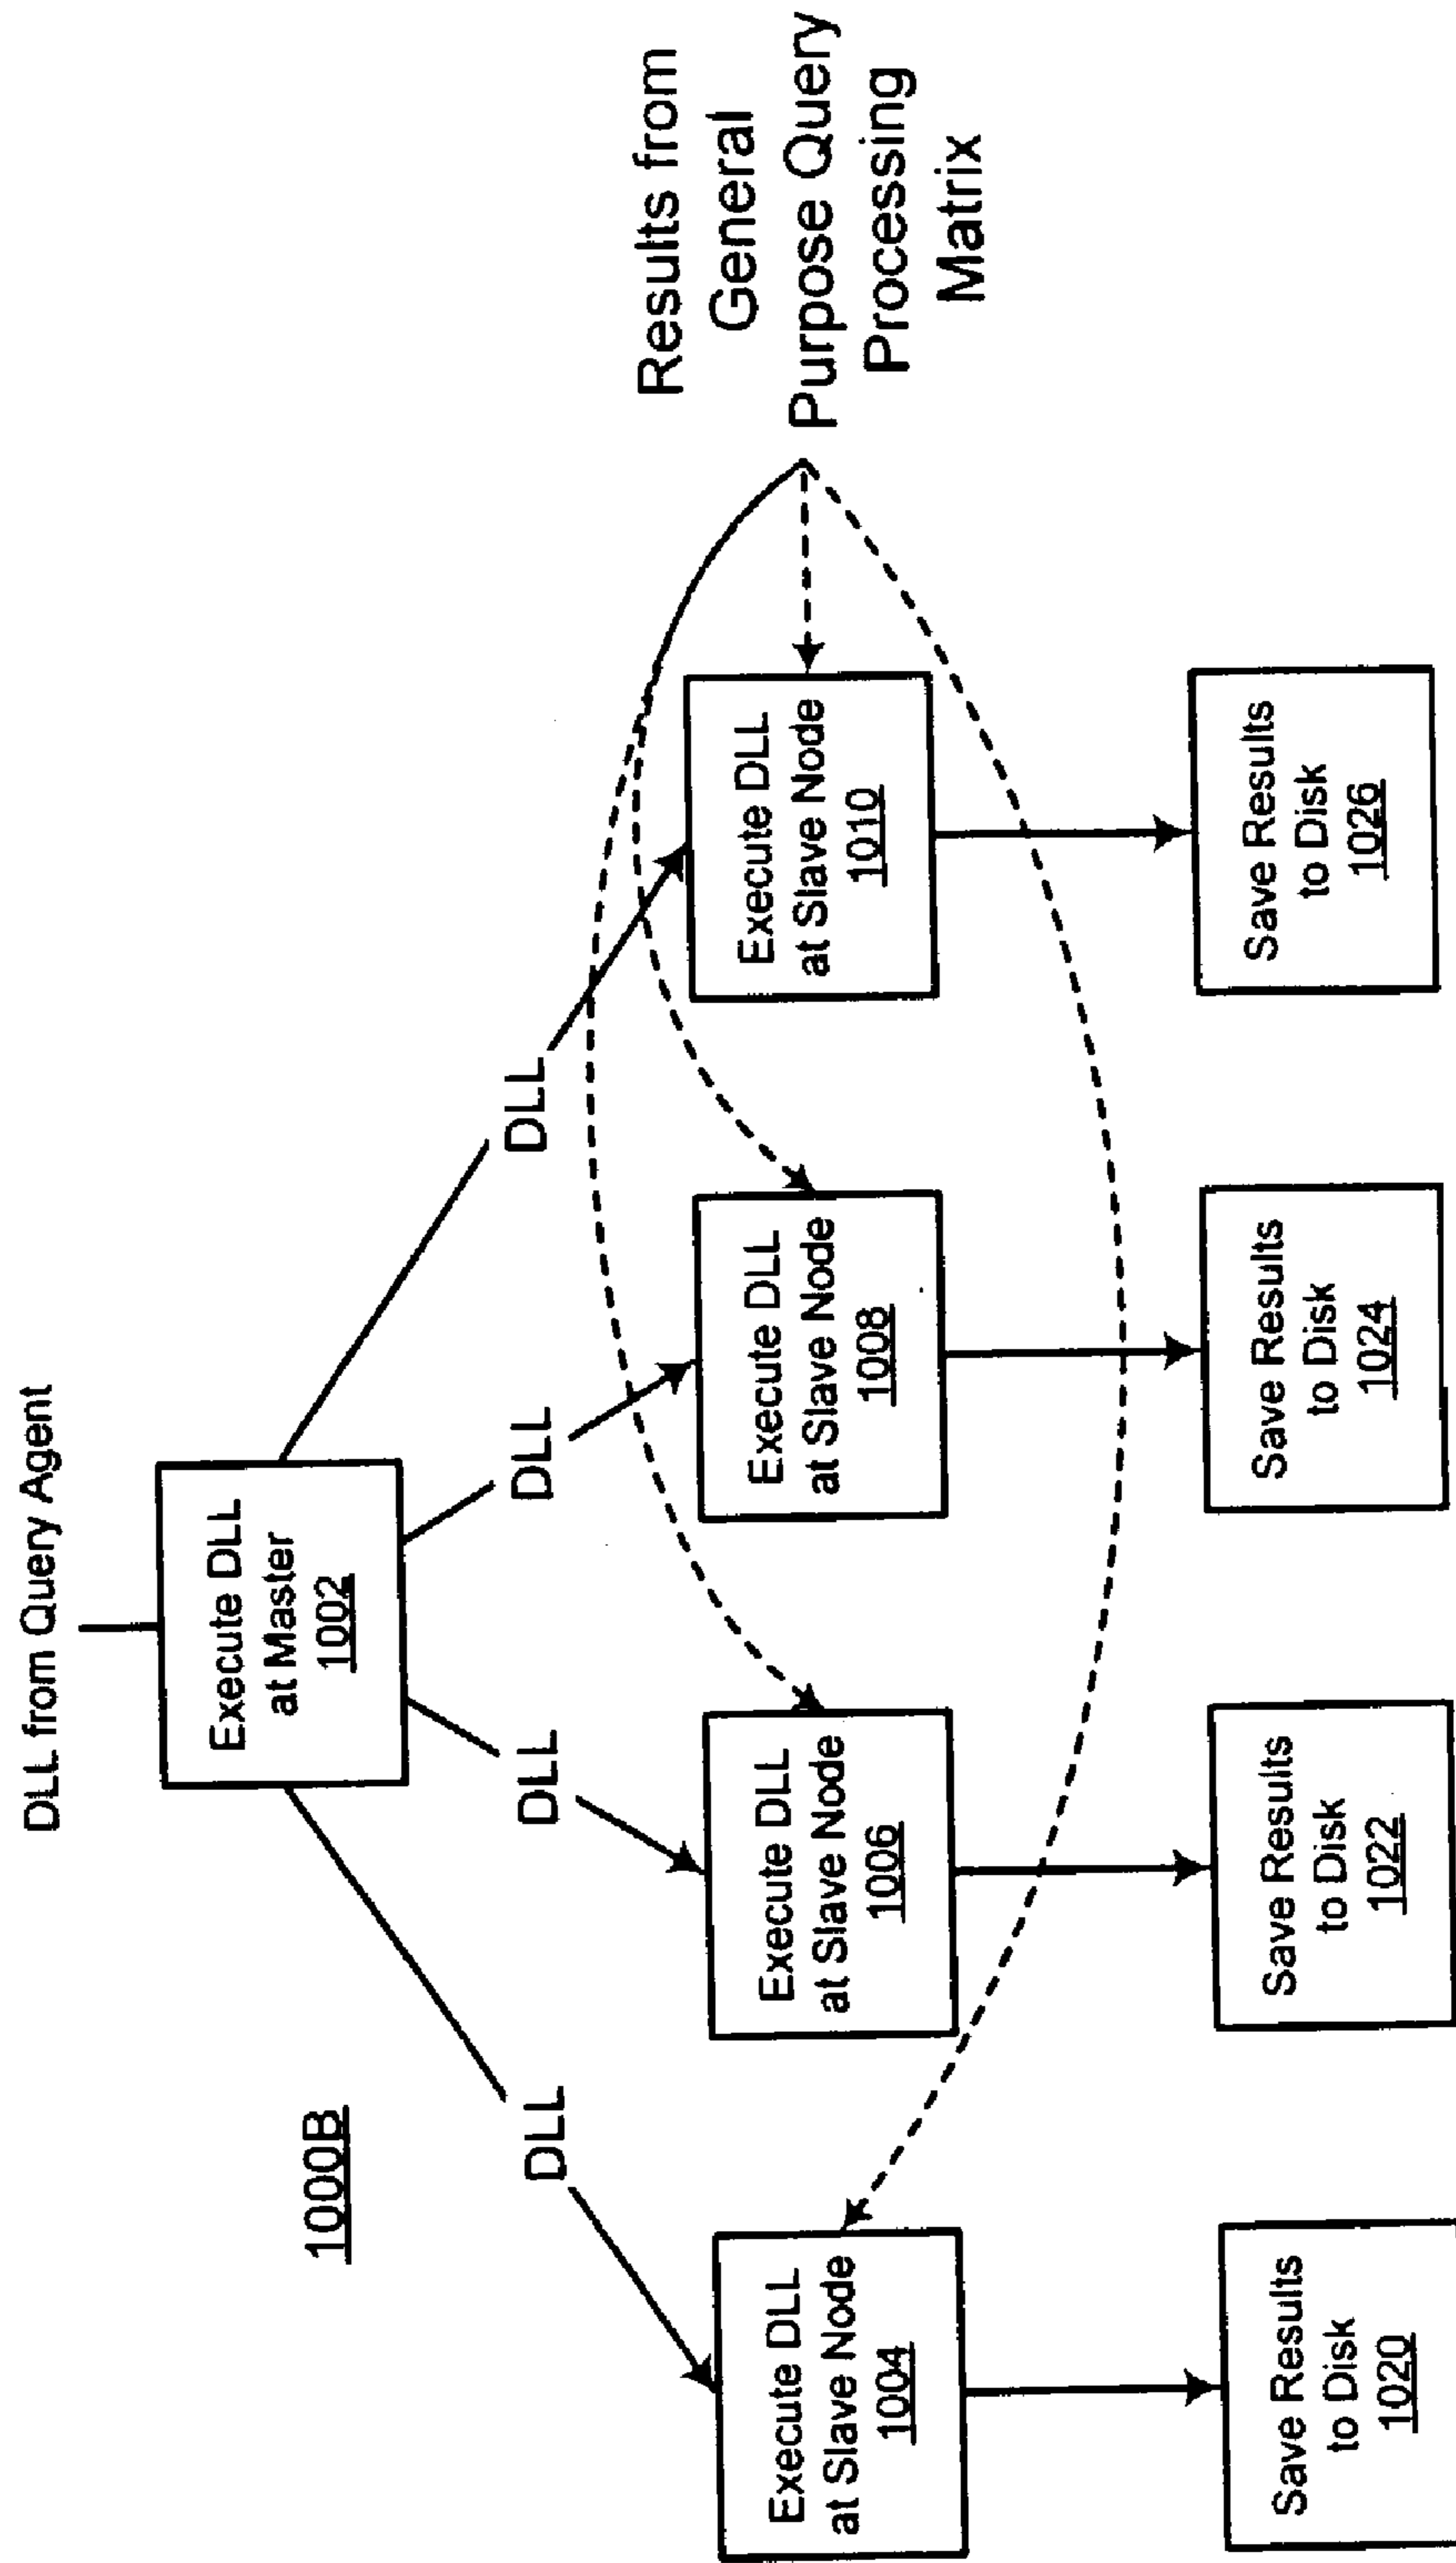 DLL from Query Agent
Execute DLL
at Master
1002
1000B
DLL
DLL
DLL
DLL
Results from
General
Purpose Query
Processing
Matrix
Execute DLL
at Slave Node
1004
Execute DLL
at Slave Node
1006
Execute DLL
at Slave Node
1008
Execute DLL
at Slave Node
1010
Save Results
to Disk
1020
Save Results
to Disk
1022
Save Results
to Disk
1024
Save Results
to Disk
1026